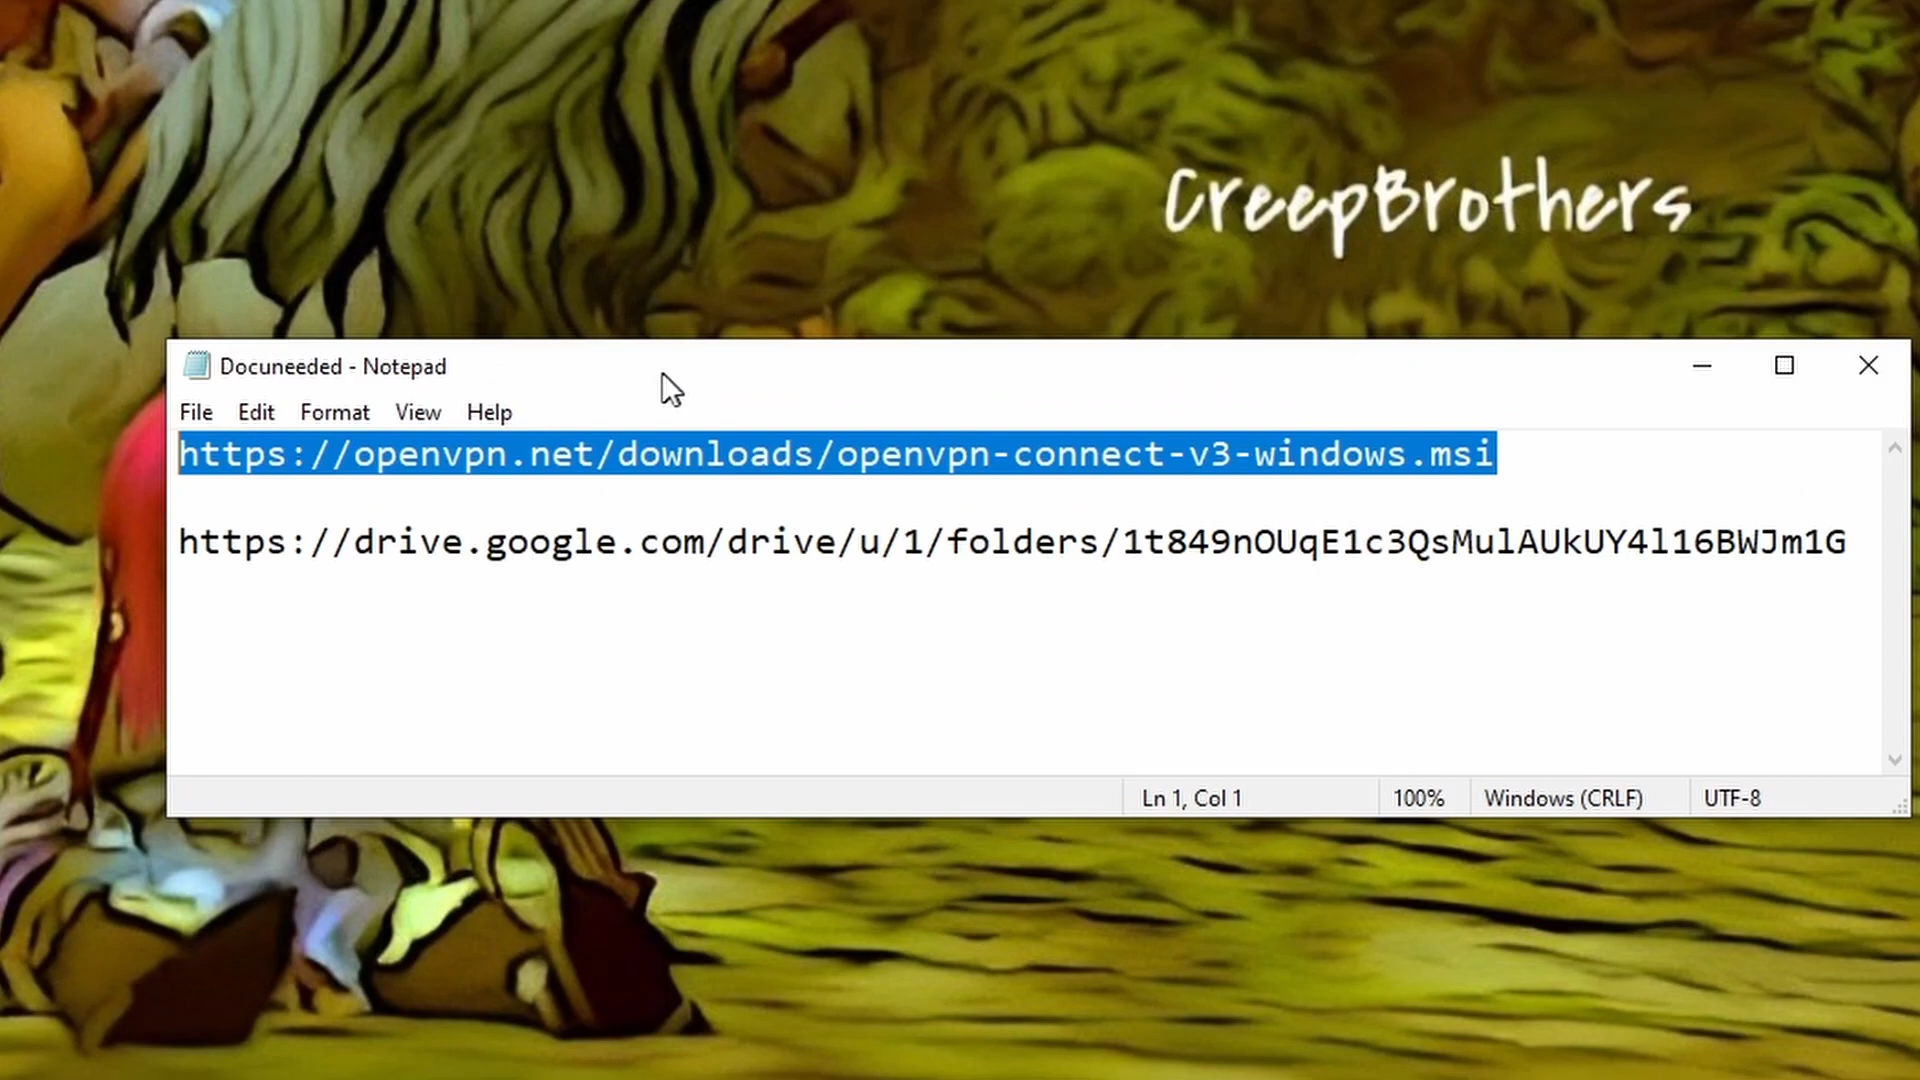 CreepBrothers
Docuneeded - Notepad
File Edit Format View Help
https://openvpn.net/downloads/openvpn-connect-v3-windows.msi
https://drive.google.com/drive/u/1/folders/1t849nOUqE1c3QsMulAUkUY4l16BWJm1G
Ln 1, Col 1 100% Windows (CRLF) UTF-8